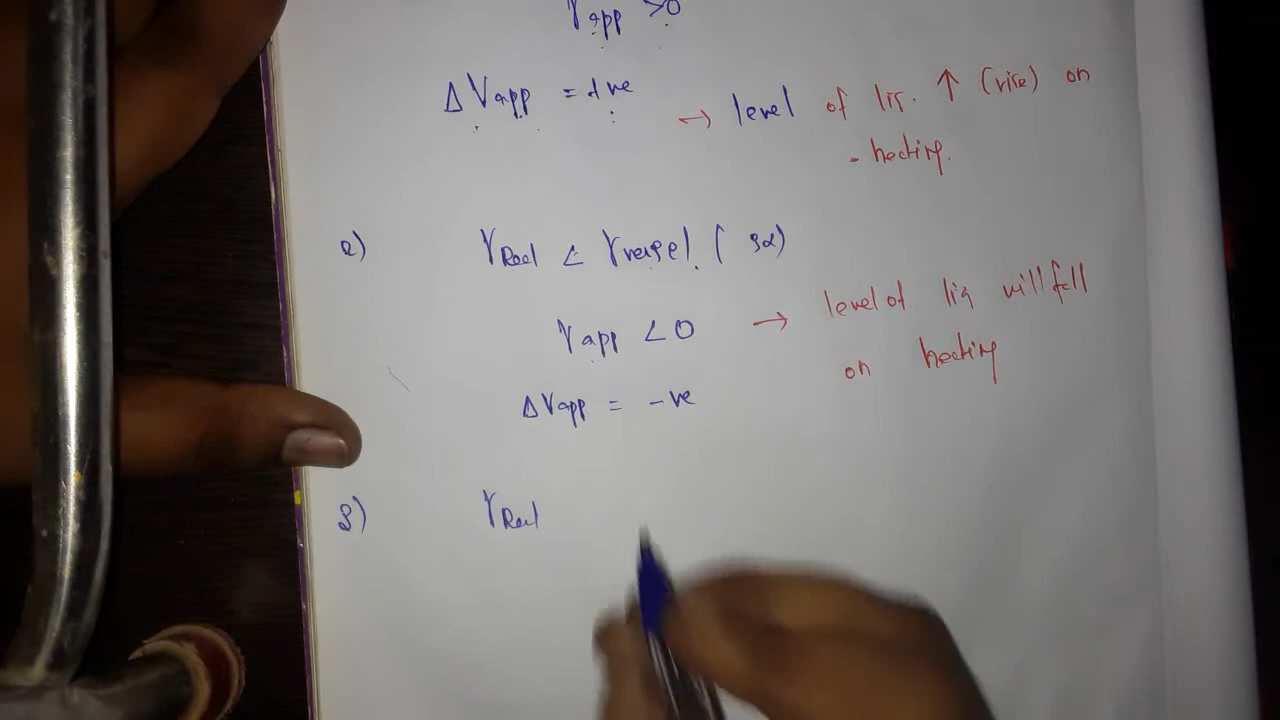 γapp >0
ΔVapp = +ve → level of liq. ↑ (rise) on
- heating.
2) γReal < γvessel ( 3α)
γapp < 0 → level of liq will fall
on heating
ΔVapp = -ve
3) γReal